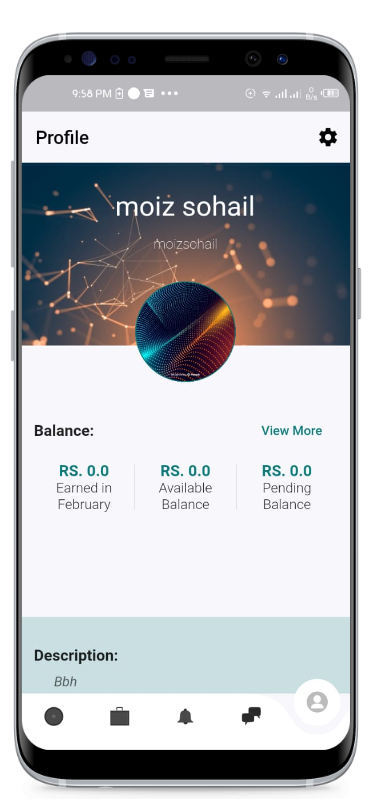 9:58 PM
0
B/s
Profile
moiz sohail
moizsohail
Balance:
View More
RS. 0.0
RS. 0.0
RS. 0.0
Earned in
Available
Pending
February
Balance
Balance
Description:
Bbh